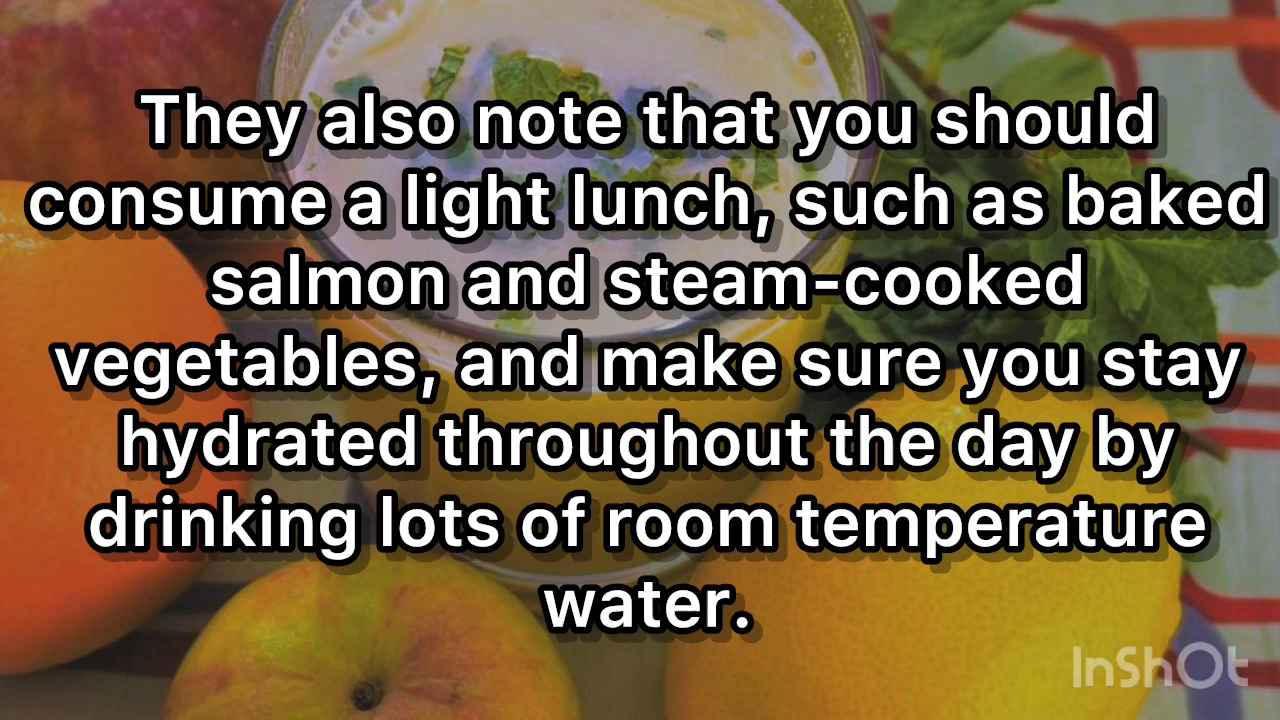 They also note that you should
consume a light lunch, such as baked
salmon and steam-cooked
vegetables, and make sure you stay
hydrated throughout the day by
drinking lots of room temperature
water.
InShOt